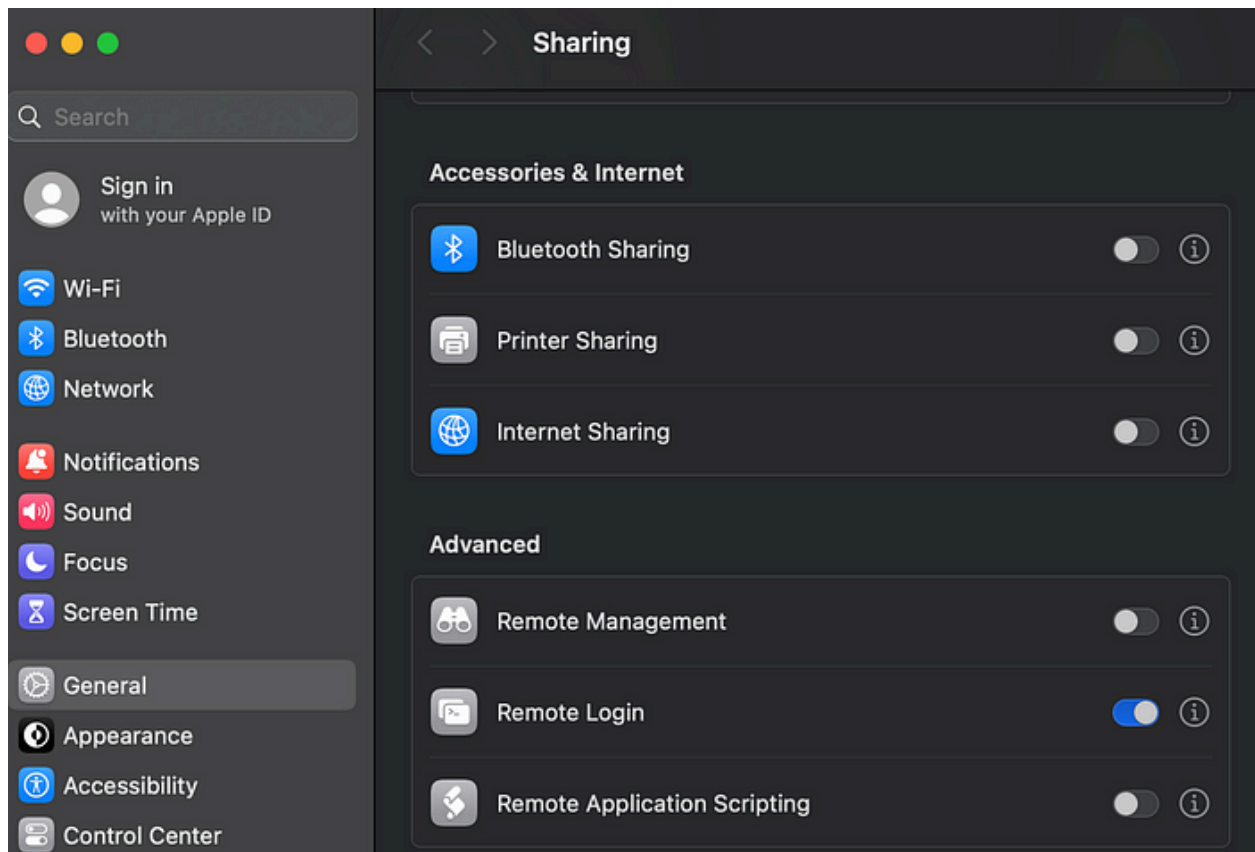 Search
Sign in
with your Apple ID
Wi-Fi
Bluetooth
Network
Notifications
Sound
Focus
Screen Time
General
Appearance
Accessibility
Control Center
Sharing
Accessories & Internet
Bluetooth Sharing
Printer Sharing
Internet Sharing
Advanced
Remote Management
Remote Login
Remote Application Scripting